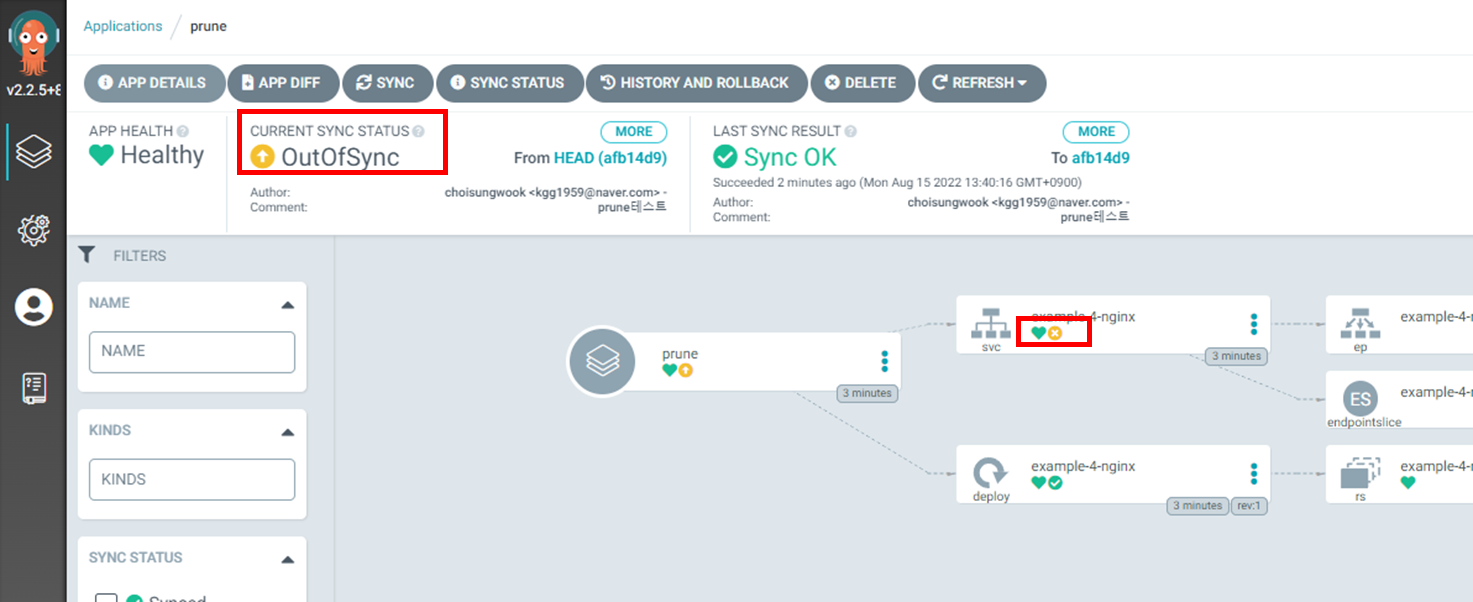 Applications / prune
v2.2.5+8
APP DETAILS
APP DIFF
SYNC
SYNC STATUS
HISTORY AND ROLLBACK
DELETE
REFRESH
APP HEALTH
Healthy
CURRENT SYNC STATUS
MORE
OutOfSync
From HEAD (afb14d9)
Author: choisungwook <kgg1959@naver.com> -
Comment: prune테스트
LAST SYNC RESULT
MORE
Sync OK
To afb14d9
Succeeded 2 minutes ago (Mon Aug 15 2022 13:40:16 GMT+0900)
Author: choisungwook <kgg1959@naver.com> -
Comment: prune테스트
FILTERS
NAME
NAME
KINDS
KINDS
SYNC STATUS
Synced
prune
3 minutes
svc
example-4-nginx
3 minutes
deploy
example-4-nginx
3 minutes
rev:1
ep
example-4-n
ES
endpointslice
example-4-n
rs
example-4-n